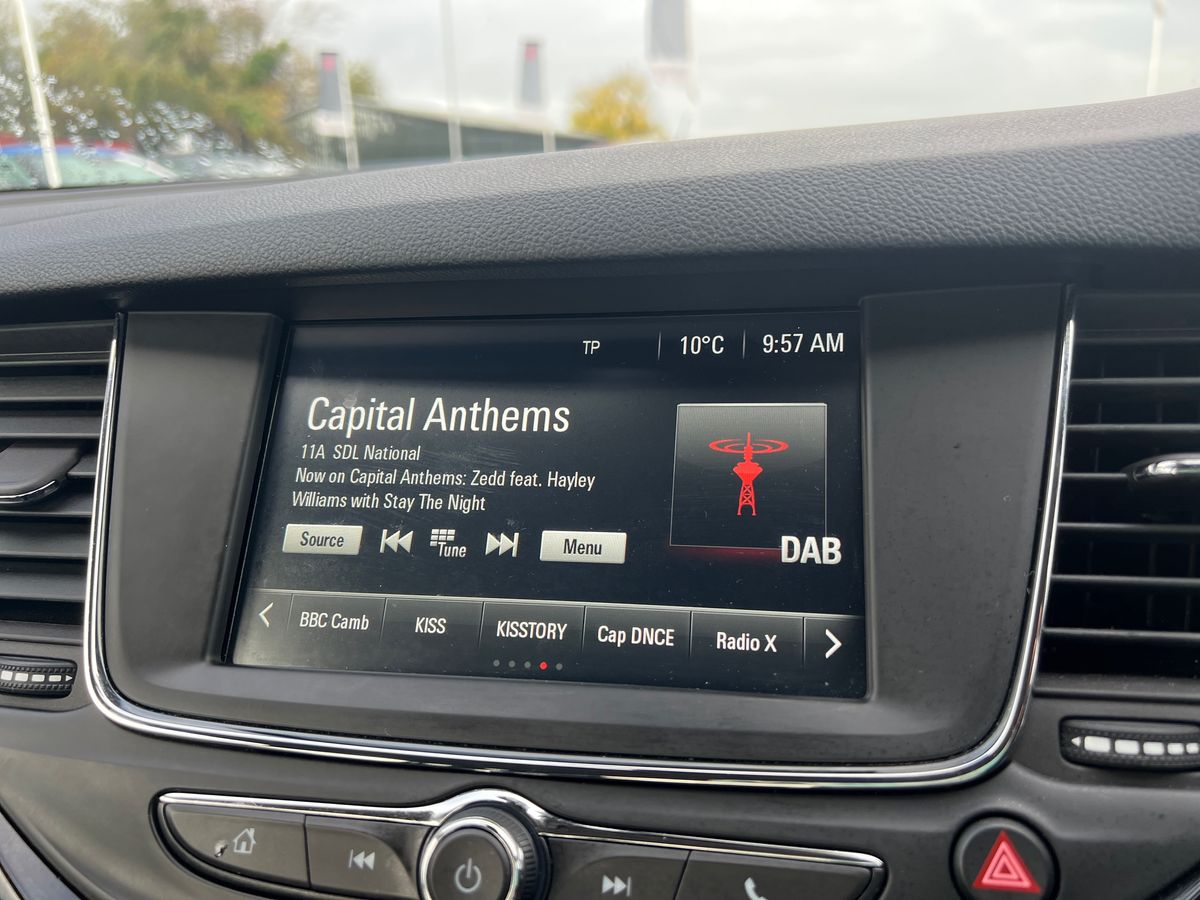 TP 10°C 9:57 AM
Capital Anthems
11A SDL National
Now on Capital Anthems: Zedd feat. Hayley
Williams with Stay The Night
Source Tune Menu
DAB
BBC Camb KISS KISSTORY Cap DNCE Radio X